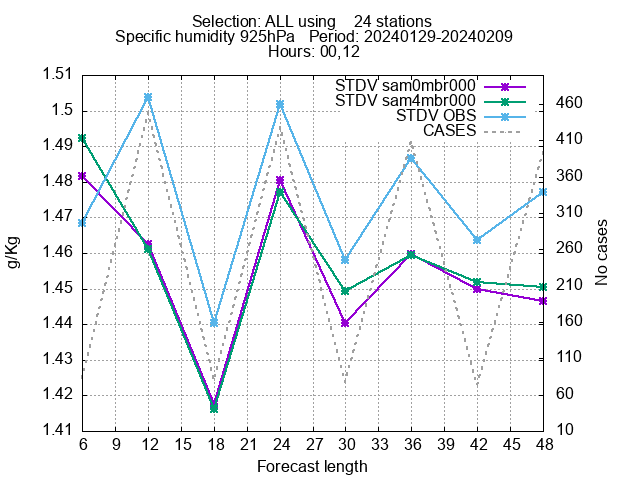 Selection: ALL using    24 stations
Specific humidity 925hPa   Period: 20240129-20240209
Hours: 00,12
STDV sam0mbr000
STDV sam4mbr000
STDV OBS
CASES
g/Kg
1.51
1.5
1.49
1.48
1.47
1.46
1.45
1.44
1.43
1.42
1.41
460
410
360
310
260
210
160
110
60
10
No cases
6 9 12 15 18 21 24 27 30 33 36 39 42 45 48
Forecast length